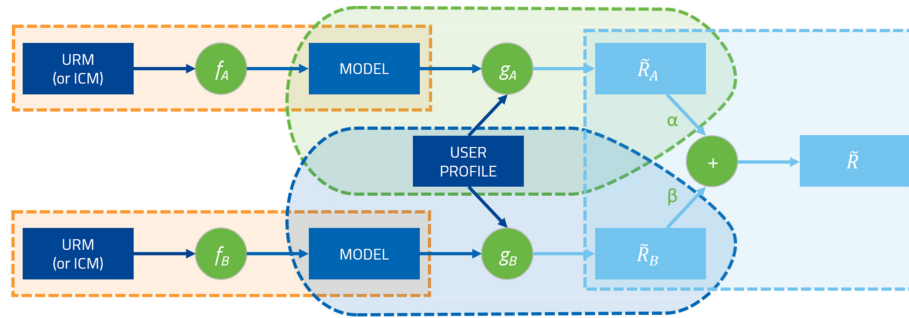 URM
(or ICM)
f_A
MODEL
g_A
R̃_A
α
USER
PROFILE
+
R̃
β
URM
(or ICM)
f_B
MODEL
g_B
R̃_B